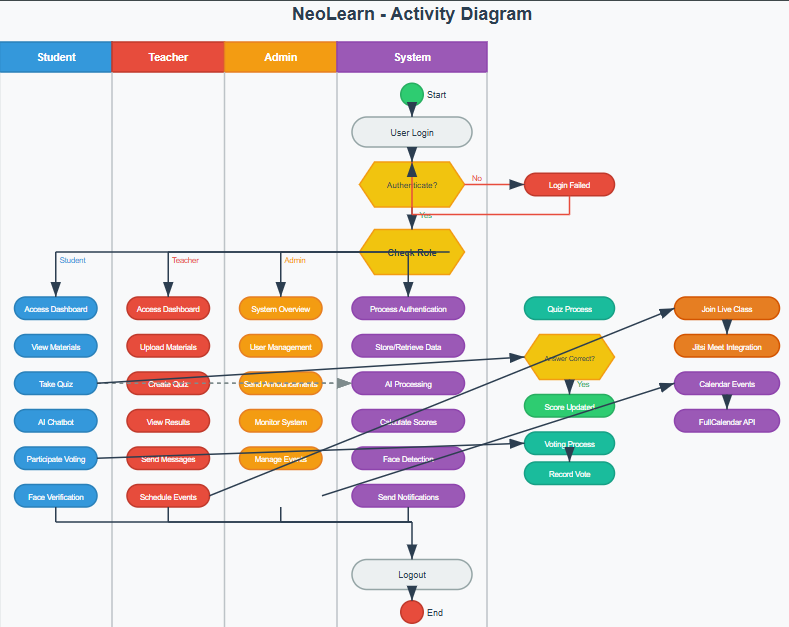 NeoLearn - Activity Diagram
Student
Teacher
Admin
System
Start
User Login
Authenticate?
No
Login Failed
Yes
Check Role
Student
Teacher
Admin
Access Dashboard
Access Dashboard
System Overview
Process Authentication
Quiz Process
Join Live Class
View Materials
Upload Materials
User Management
Store/Retrieve Data
Answer Correct?
Jitsi Meet Integration
Take Quiz
Create Quiz
Send Announcements
AI Processing
Yes
Calendar Events
AI Chatbot
View Results
Monitor System
Calculate Scores
Score Updated
FullCalendar API
Participate Voting
Send Messages
Manage Events
Face Detection
Voting Process
Record Vote
Face Verification
Schedule Events
Send Notifications
Logout
End